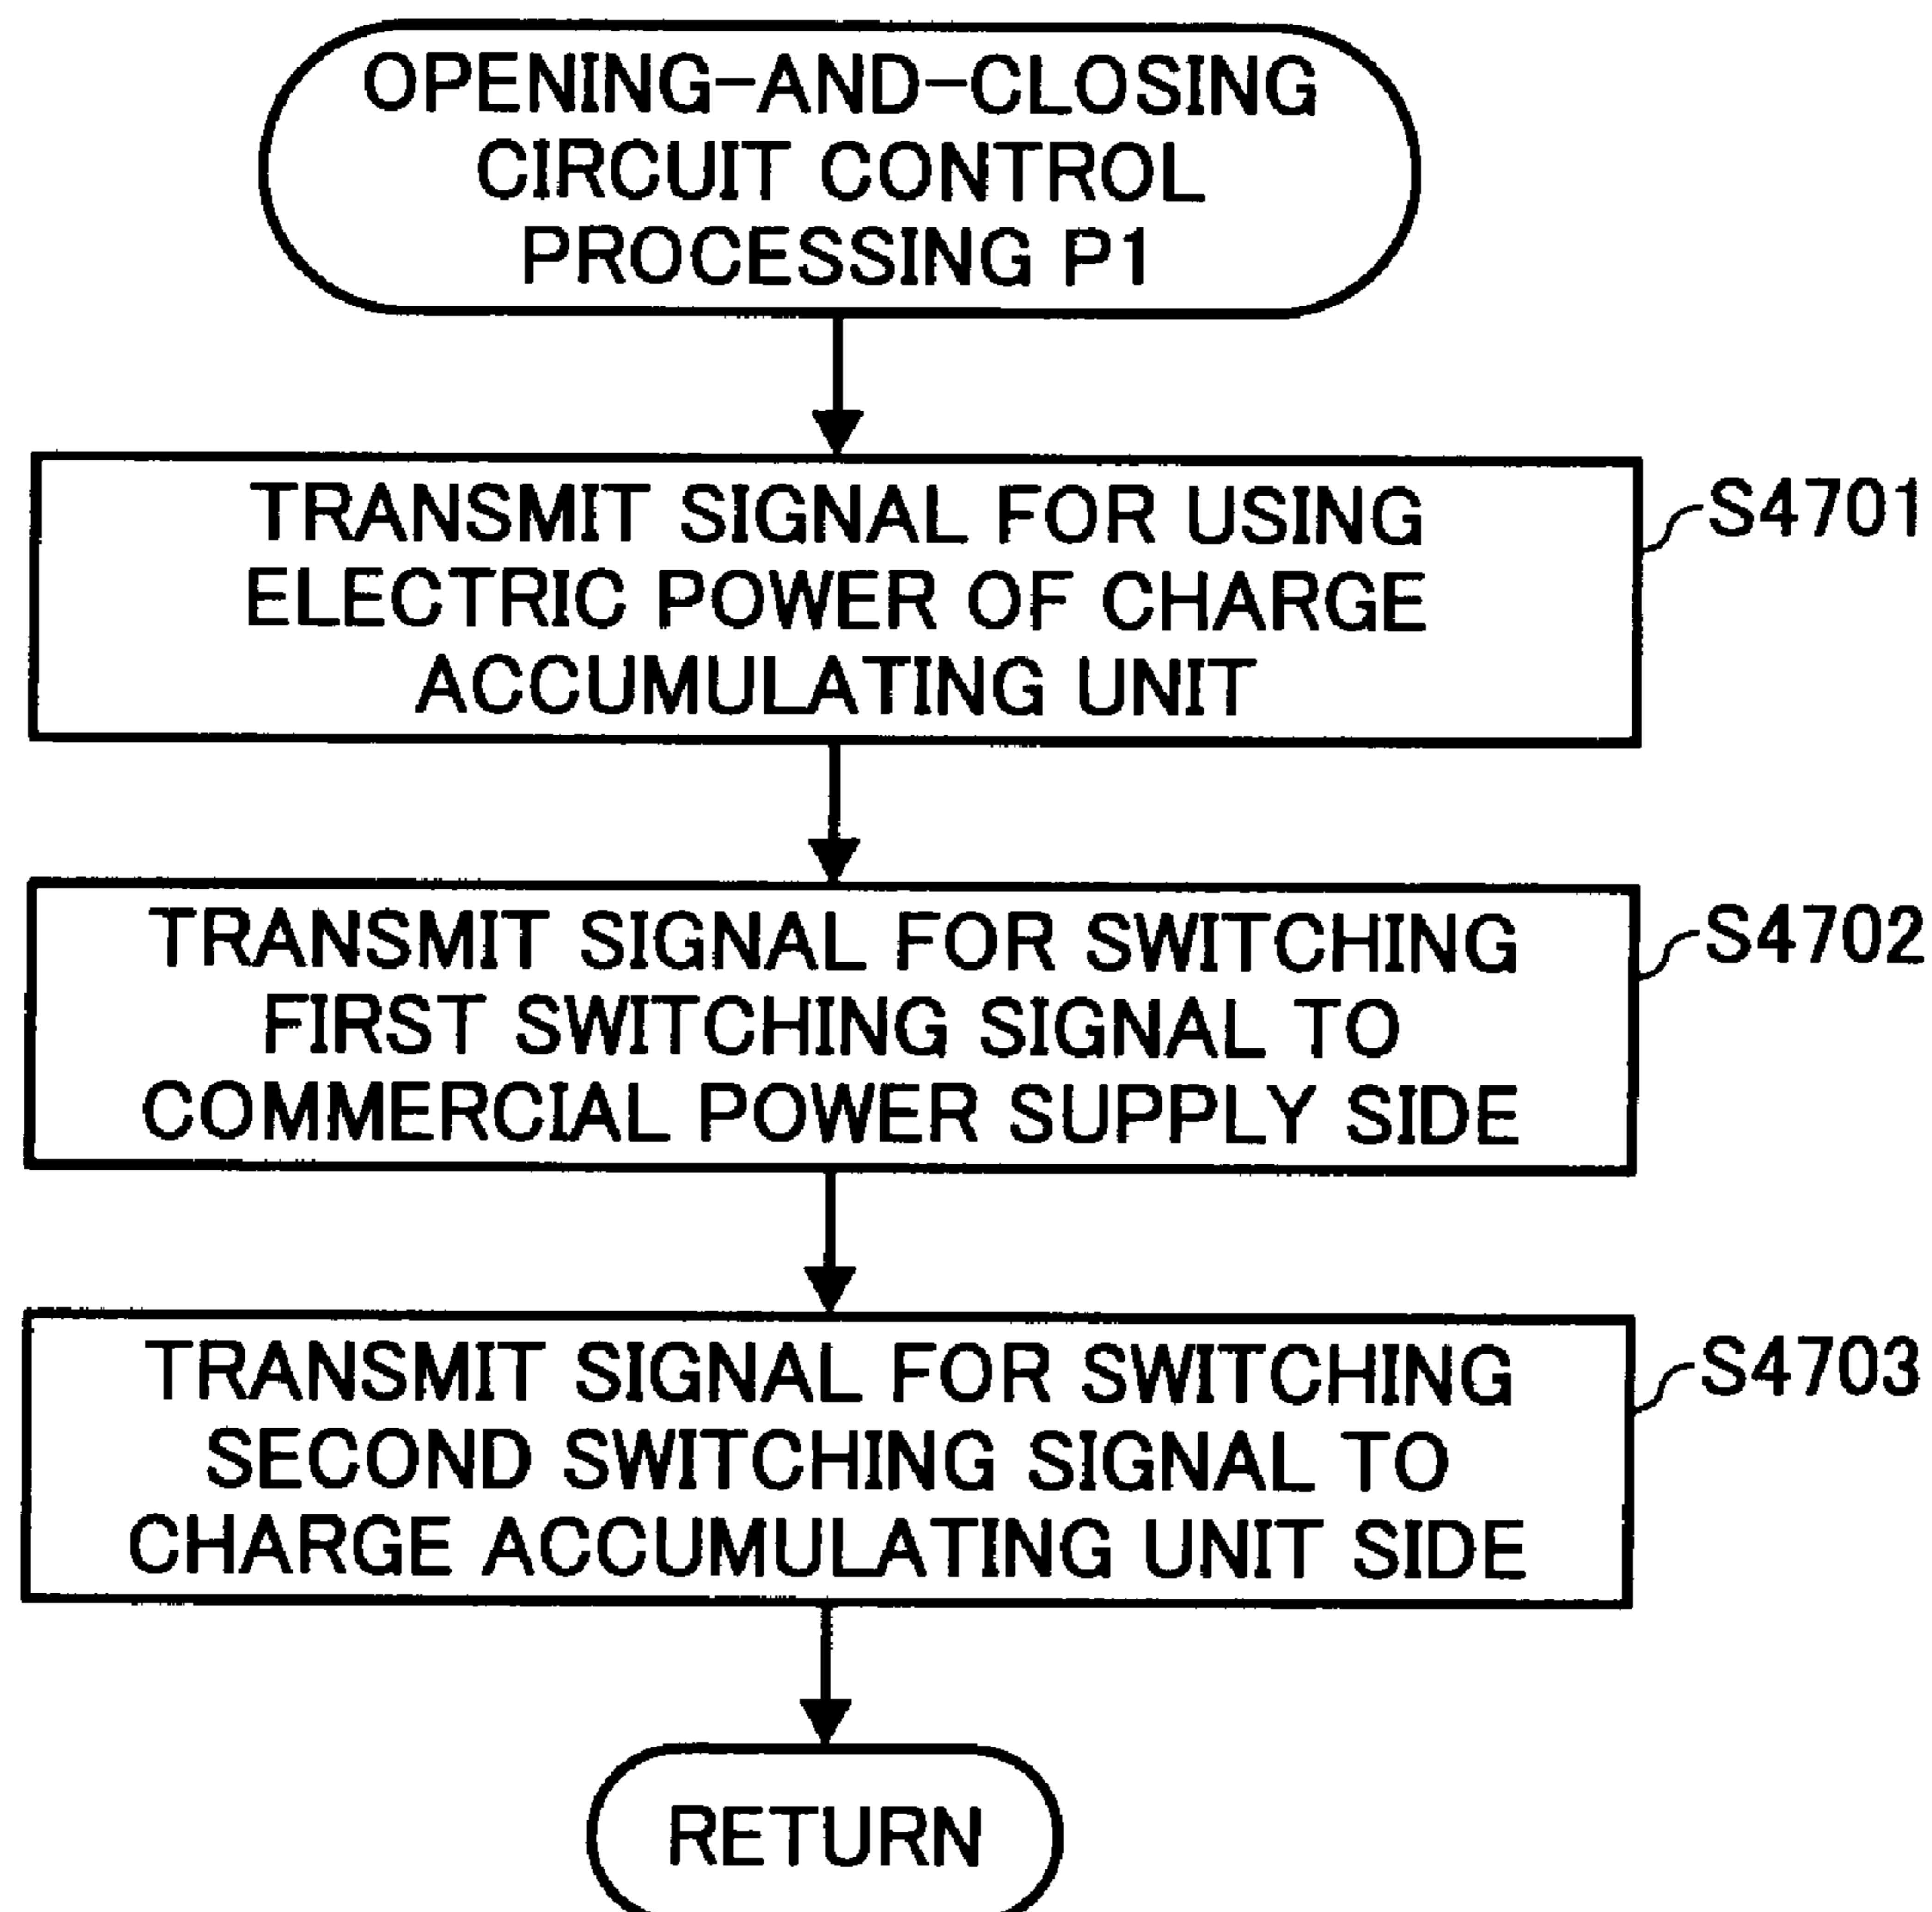 OPENING-AND-CLOSING
CIRCUIT CONTROL
PROCESSING P1
TRANSMIT SIGNAL FOR USING
ELECTRIC POWER OF CHARGE
ACCUMULATING UNIT
S4701
TRANSMIT SIGNAL FOR SWITCHING
FIRST SWITCHING SIGNAL TO
COMMERCIAL POWER SUPPLY SIDE
S4702
TRANSMIT SIGNAL FOR SWITCHING
SECOND SWITCHING SIGNAL TO
CHARGE ACCUMULATING UNIT SIDE
S4703
RETURN